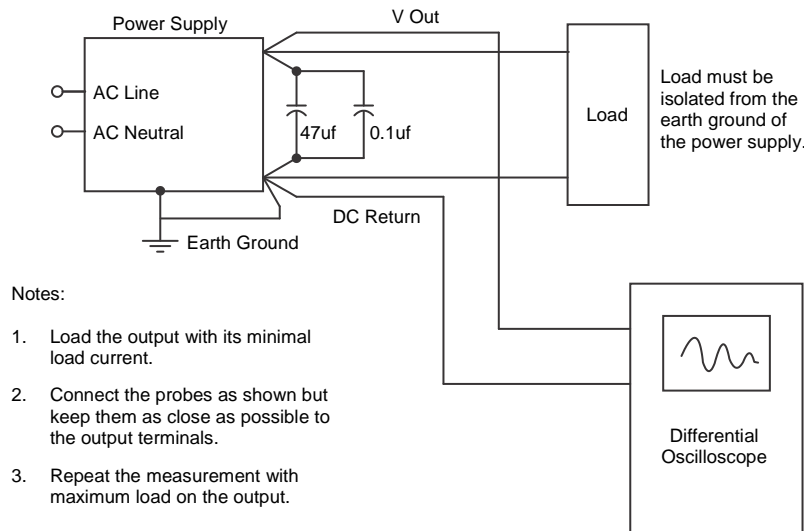 Power Supply
V Out
AC Line
AC Neutral
47uf
0.1uf
Load
Load must be
isolated from the
earth ground of
the power supply.
DC Return
Earth Ground
Notes:
1. Load the output with its minimal
load current.
2. Connect the probes as shown but
keep them as close as possible to
the output terminals.
3. Repeat the measurement with
maximum load on the output.
Differential
Oscilloscope